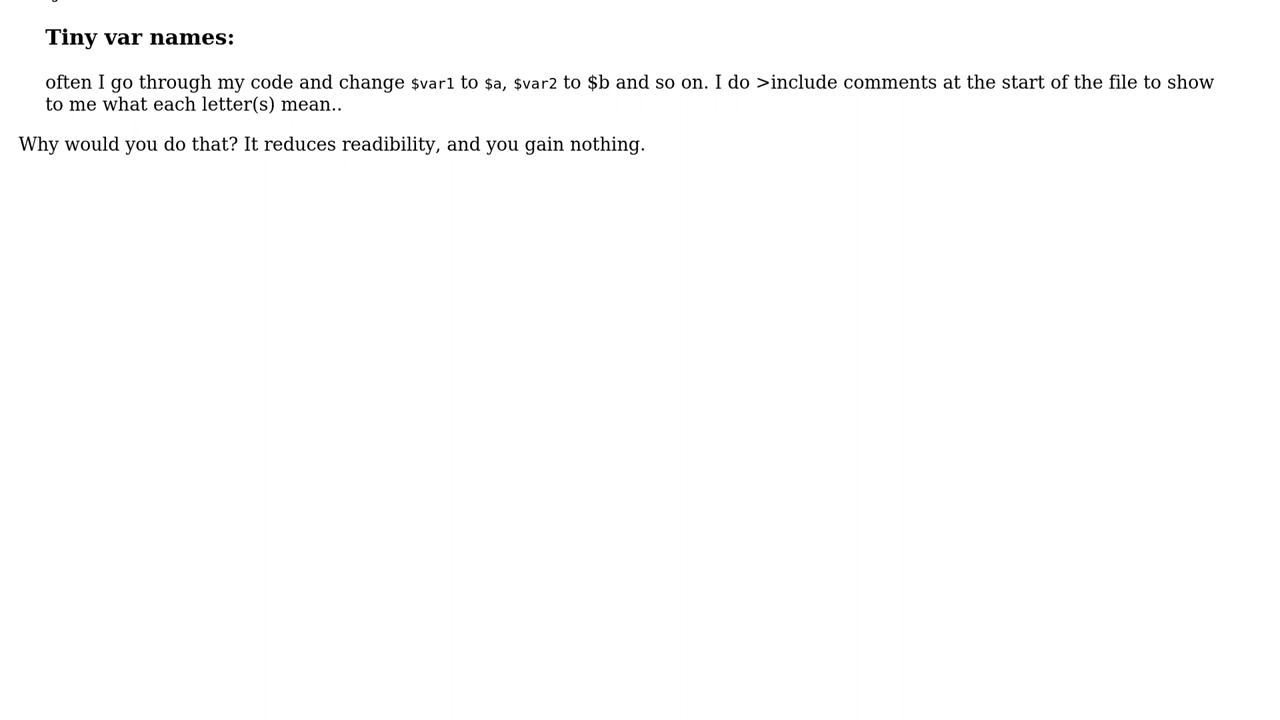 Tiny var names:
often I go through my code and change $var1 to $a, $var2 to $b and so on. I do >include comments at the start of the file to show
to me what each letter(s) mean..
Why would you do that? It reduces readibility, and you gain nothing.